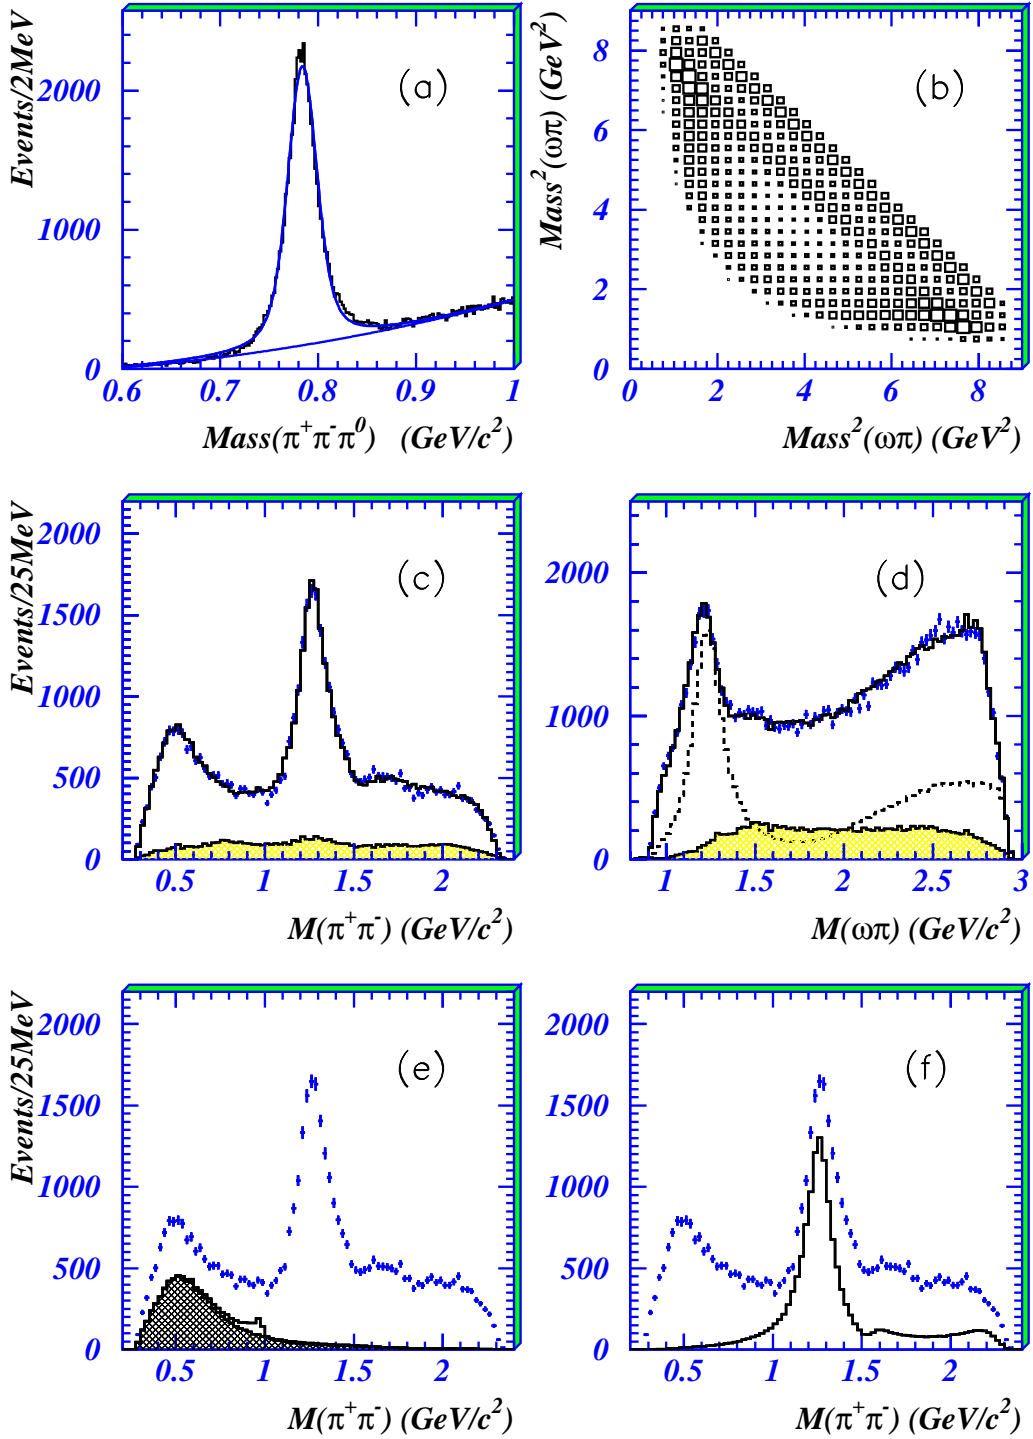 Events/2MeV
2000
1000
0
(a)
0.6 0.7 0.8 0.9 1
Mass(π⁺π⁻π⁰) (GeV/c²)
Mass²(ωπ) (GeV²)
8
6
4
2
0
(b)
0 2 4 6 8
Mass²(ωπ) (GeV²)
Events/25MeV
2000
1500
1000
500
0
(c)
0.5 1 1.5 2
M(π⁺π⁻) (GeV/c²)
2000
1000
0
(d)
1 1.5 2 2.5 3
M(ωπ) (GeV/c²)
Events/25MeV
2000
1500
1000
500
0
(e)
0.5 1 1.5 2
M(π⁺π⁻) (GeV/c²)
2000
1500
1000
500
0
(f)
0.5 1 1.5 2
M(π⁺π⁻) (GeV/c²)